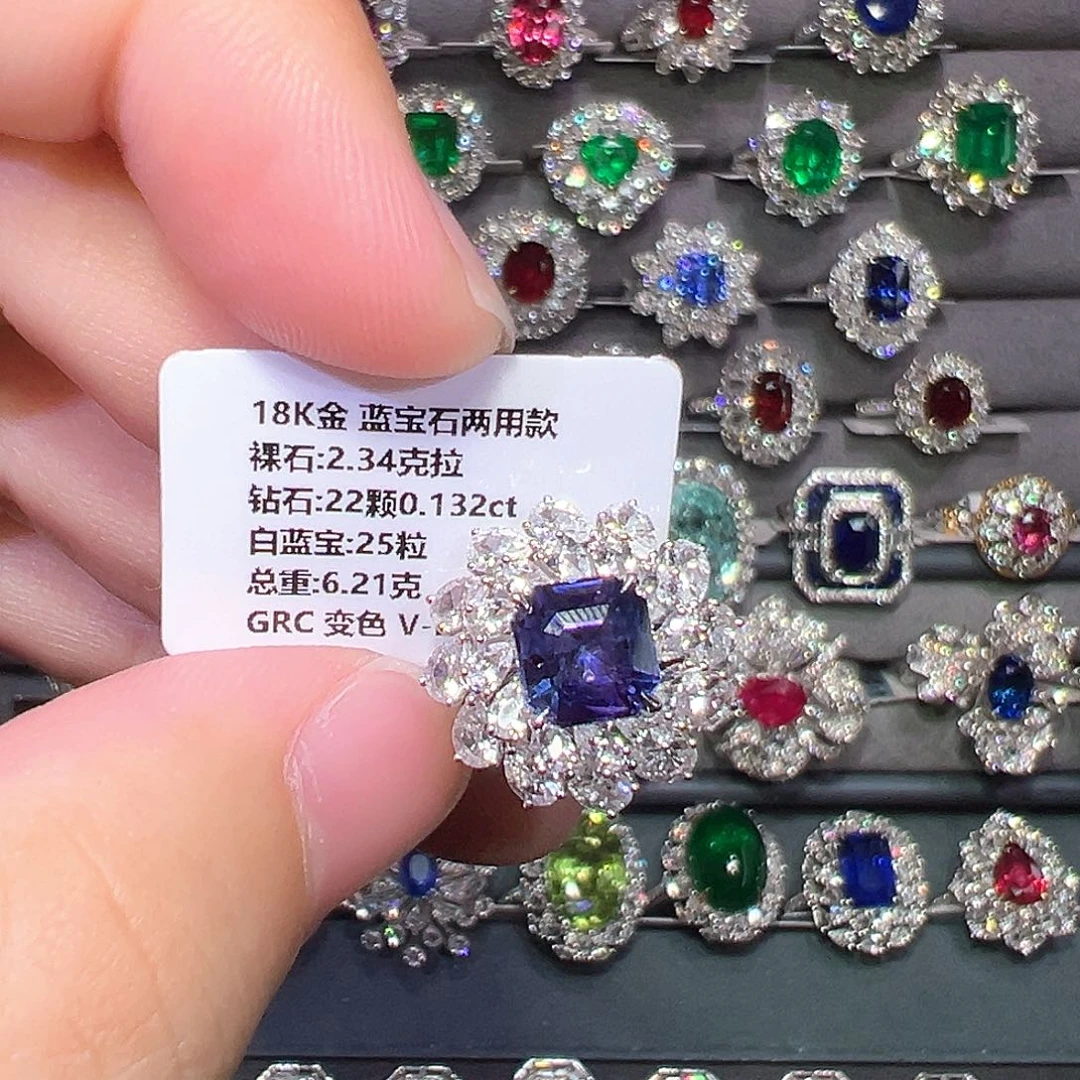 18K金 蓝宝石两用款
裸石:2.34克拉
钻石:22颗0.132ct
白蓝宝:25粒
总重:6.21克
GRC 变色 V-